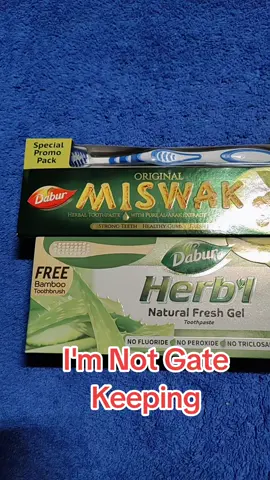 Special
Promo
Pack
ORIGINAL
Dabur
MISWAK
HERBAL TOOTHPASTE WITH PURE MISWAK EXTRACT
STRONG TEETH HEALTHY GUMS
Dabur
FREE
Bamboo
Toothbrush
Herb'l
Natural Fresh Gel
Toothpaste
NO FLUORIDE • NO PEROXIDE • NO TRICLOSAN
I'm Not Gate
Keeping